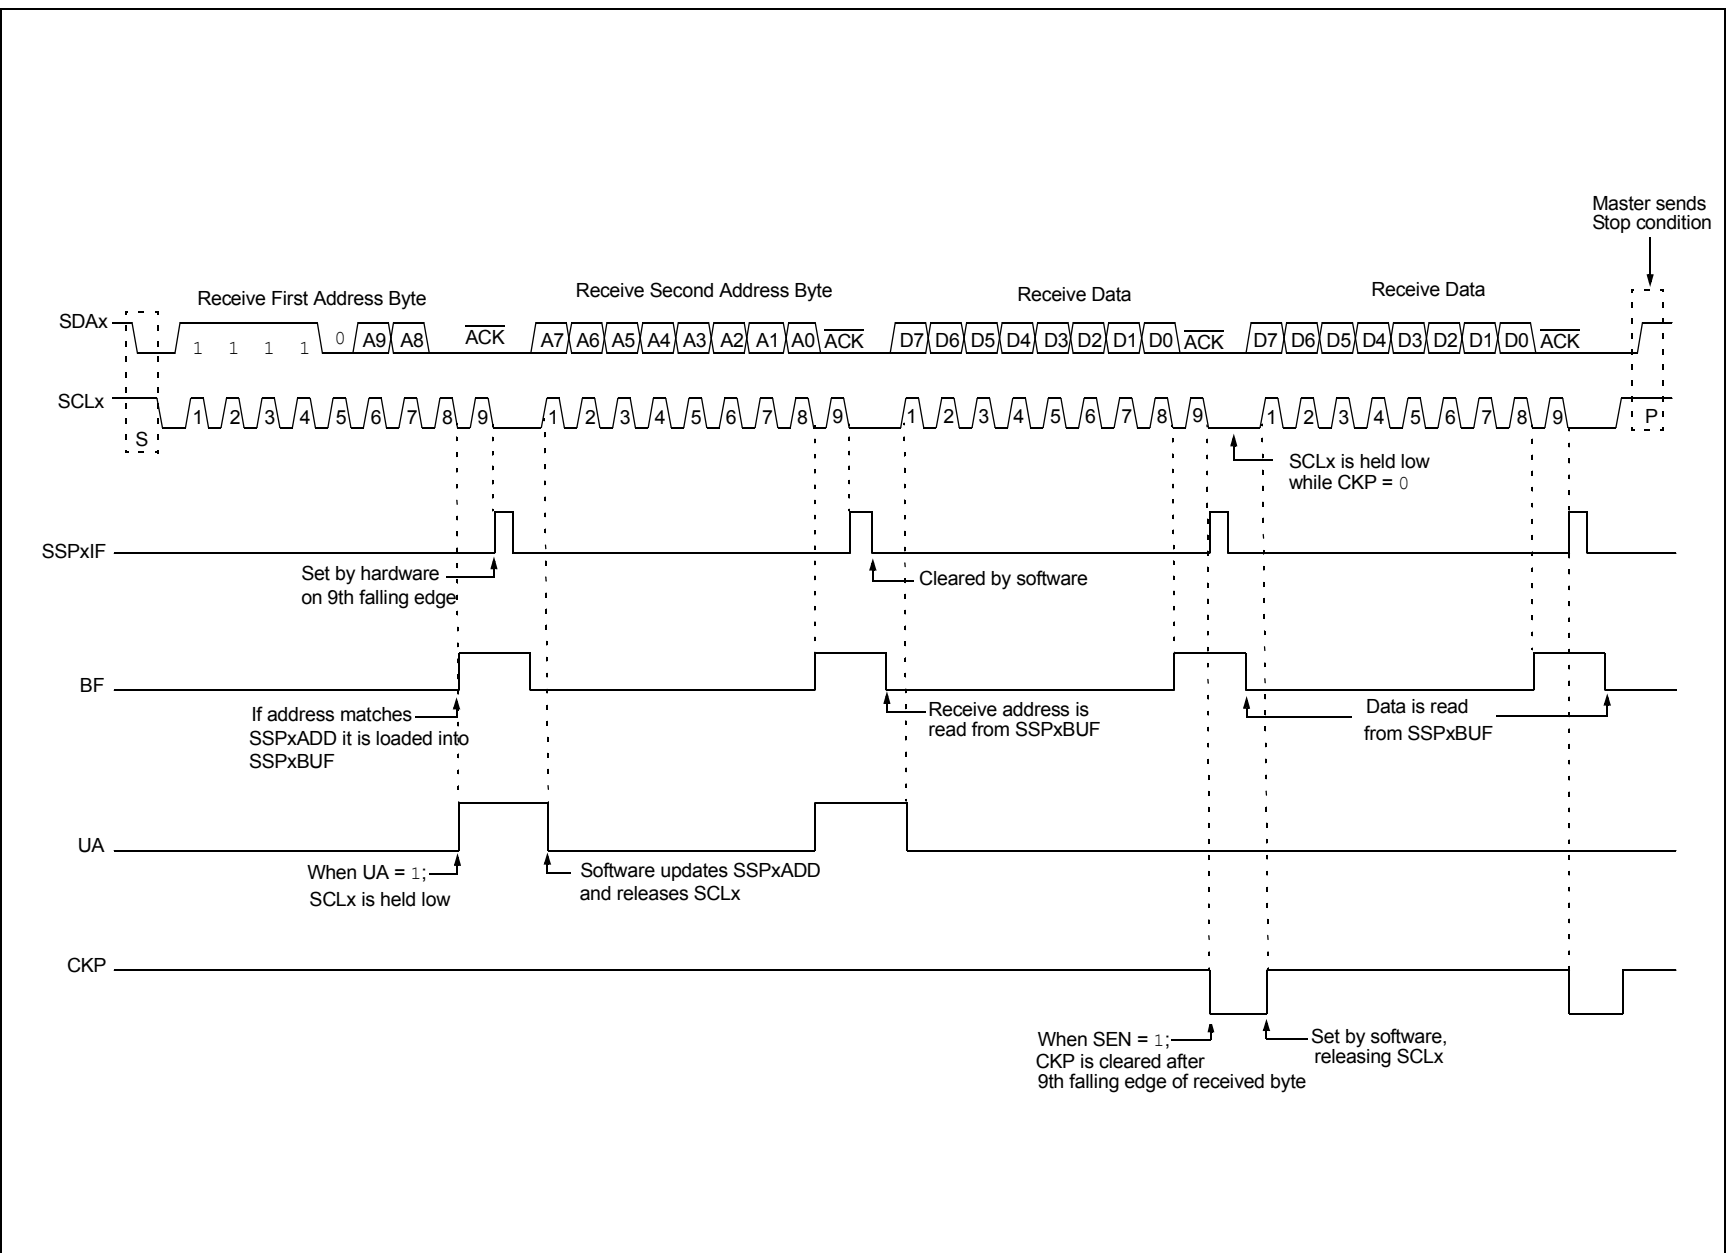 Master sends
Stop condition
Receive First Address Byte
Receive Second Address Byte
Receive Data
Receive Data
SDAx
1 1 1 1 0 A9 A8 ACK A7 A6 A5 A4 A3 A2 A1 A0 ACK D7 D6 D5 D4 D3 D2 D1 D0 ACK D7 D6 D5 D4 D3 D2 D1 D0 ACK
SCLx
S
1 2 3 4 5 6 7 8 9 1 2 3 4 5 6 7 8 9 1 2 3 4 5 6 7 8 9 1 2 3 4 5 6 7 8 9
P
SCLx is held low
while CKP = 0
SSPxIF
Set by hardware
on 9th falling edge
Cleared by software
BF
If address matches
SSPxADD it is loaded into
SSPxBUF
Receive address is
read from SSPxBUF
Data is read
from SSPxBUF
UA
When UA = 1;
SCLx is held low
Software updates SSPxADD
and releases SCLx
CKP
When SEN = 1;
CKP is cleared after
9th falling edge of received byte
Set by software,
releasing SCLx